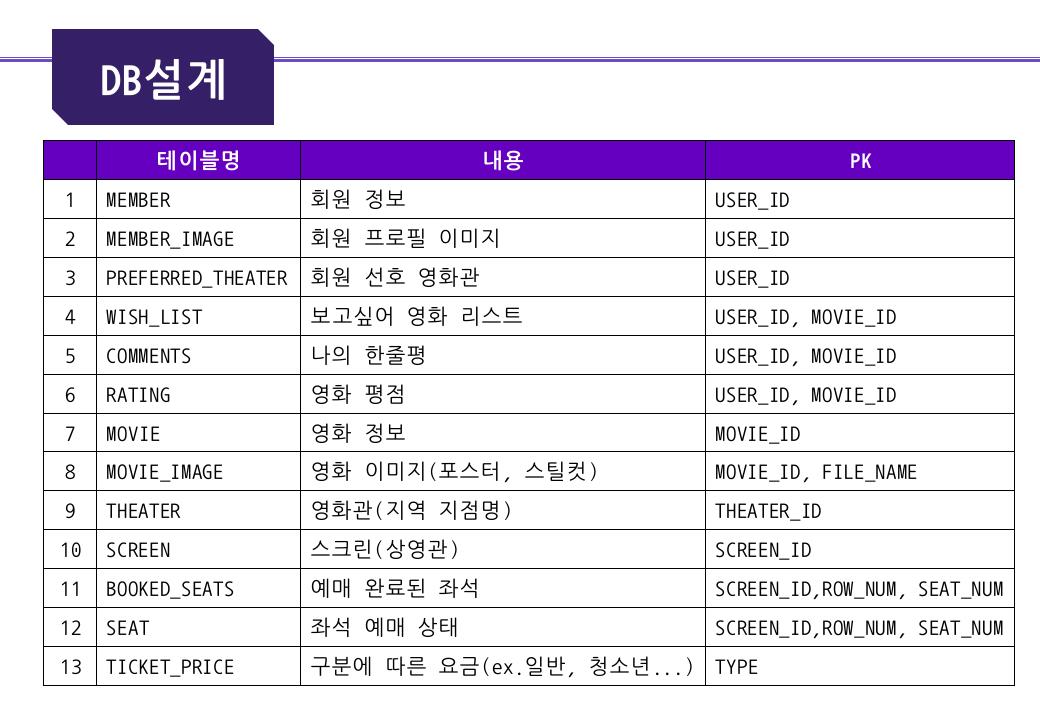 DB설계
테이블명 내용 PK
1 MEMBER 회원 정보 USER_ID
2 MEMBER_IMAGE 회원 프로필 이미지 USER_ID
3 PREFERRED_THEATER 회원 선호 영화관 USER_ID
4 WISH_LIST 보고싶어 영화 리스트 USER_ID, MOVIE_ID
5 COMMENTS 나의 한줄평 USER_ID, MOVIE_ID
6 RATING 영화 평점 USER_ID, MOVIE_ID
7 MOVIE 영화 정보 MOVIE_ID
8 MOVIE_IMAGE 영화 이미지(포스터, 스틸컷) MOVIE_ID, FILE_NAME
9 THEATER 영화관(지역 지점명) THEATER_ID
10 SCREEN 스크린(상영관) SCREEN_ID
11 BOOKED_SEATS 예매 완료된 좌석 SCREEN_ID,ROW_NUM, SEAT_NUM
12 SEAT 좌석 예매 상태 SCREEN_ID,ROW_NUM, SEAT_NUM
13 TICKET_PRICE 구분에 따른 요금(ex.일반, 청소년...) TYPE